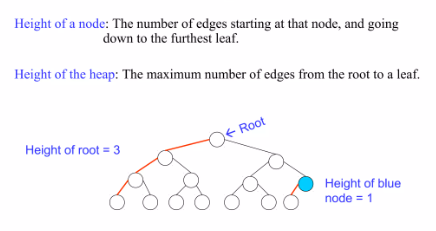 Height of a node: The number of edges starting at that node, and going
down to the furthest leaf.
Height of the heap: The maximum number of edges from the root to a leaf.
← Root
Height of root = 3
Height of blue
node = 1